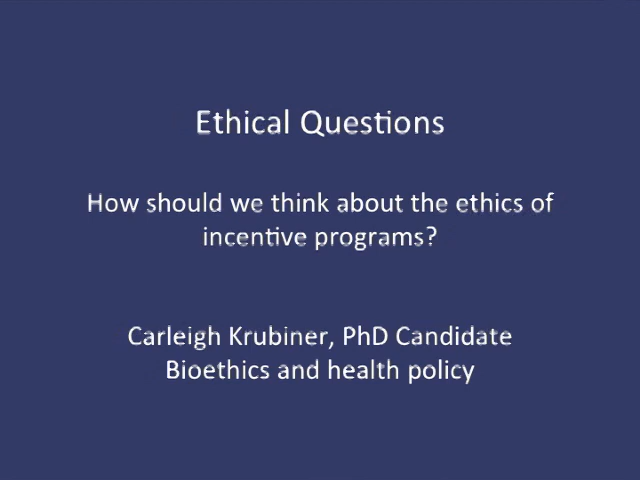 Ethical Questions
How should we think about the ethics of
incentive programs?
Carleigh Krubiner, PhD Candidate
Bioethics and health policy